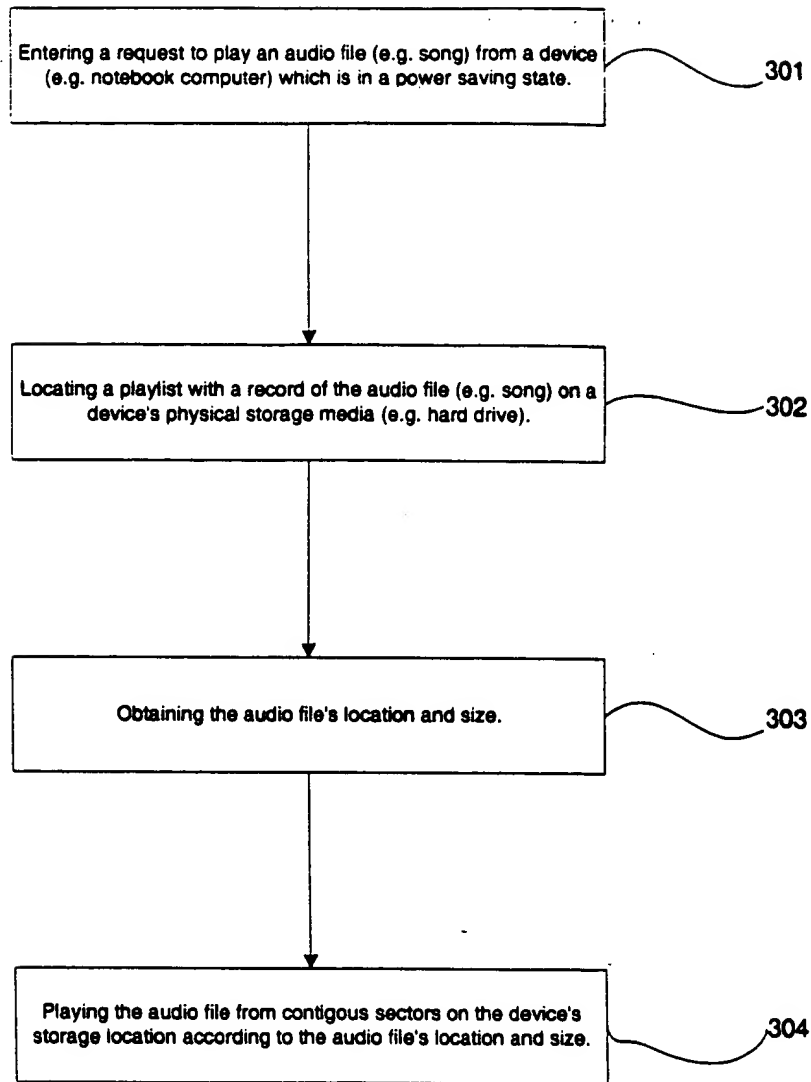 Entering a request to play an audio file (e.g. song) from a device
(e.g. notebook computer) which is in a power saving state.
301
Locating a playlist with a record of the audio file (e.g. song) on a
device's physical storage media (e.g. hard drive).
302
Obtaining the audio file's location and size.
303
Playing the audio file from contigous sectors on the device's
storage location according to the audio file's location and size.
304